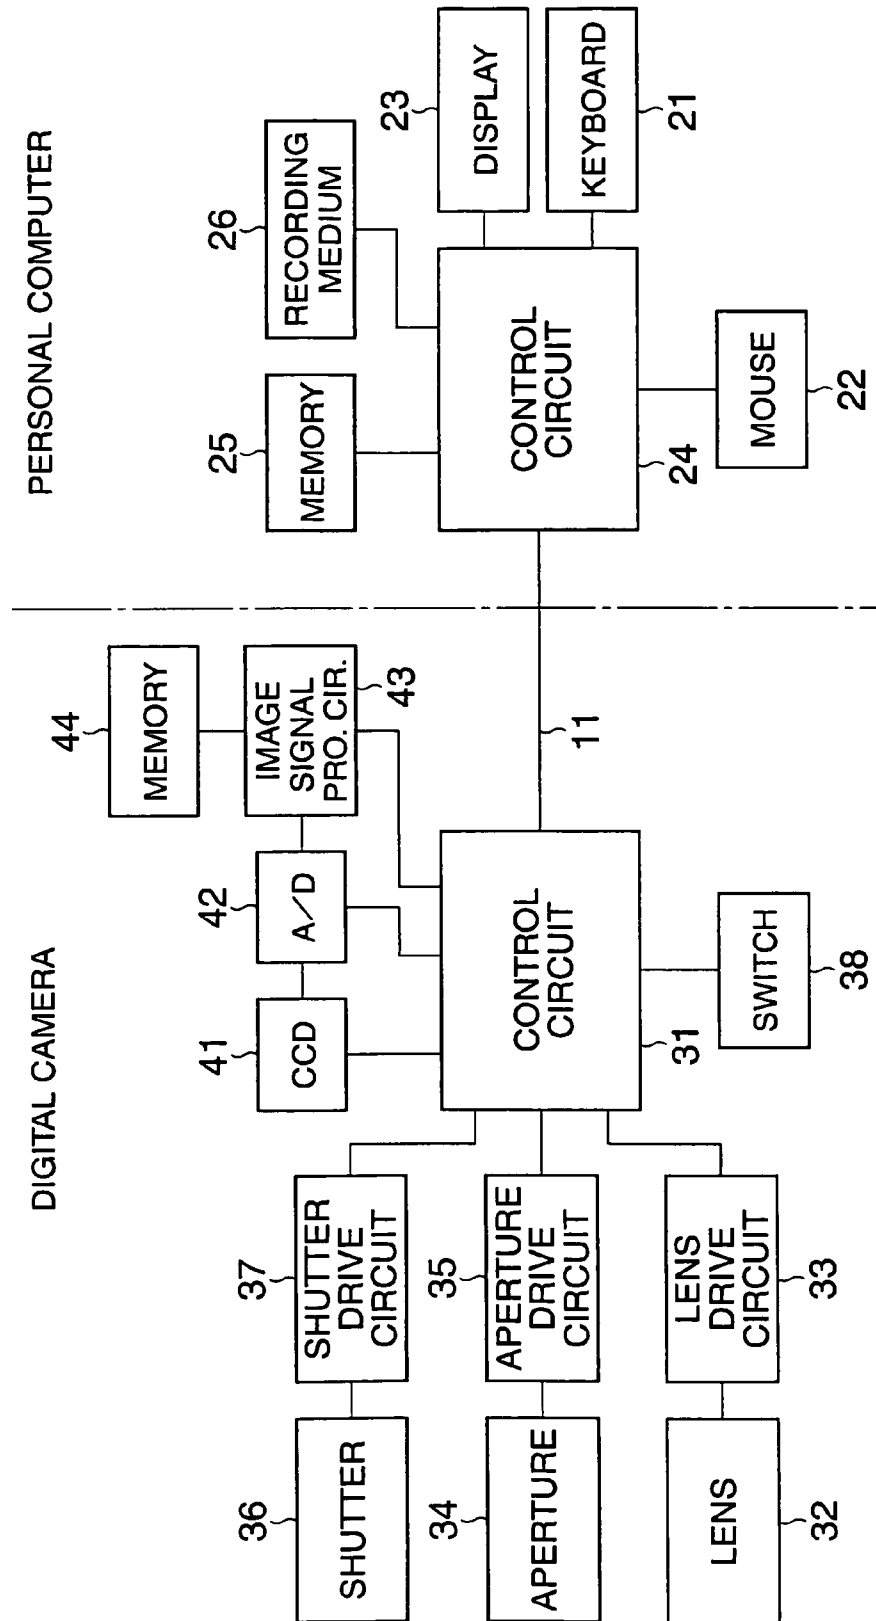 DIGITAL CAMERA
PERSONAL COMPUTER
44
MEMORY
41
CCD
42
A/D
IMAGE
SIGNAL
PRO. CIR.
43
25
MEMORY
26
RECORDING
MEDIUM
36
SHUTTER
37
SHUTTER
DRIVE
CIRCUIT
34
APERTURE
35
APERTURE
DRIVE
CIRCUIT
LENS
32
LENS
DRIVE
CIRCUIT
33
CONTROL
CIRCUIT
31
SWITCH
38
11
CONTROL
CIRCUIT
24
MOUSE
22
23
DISPLAY
KEYBOARD
21